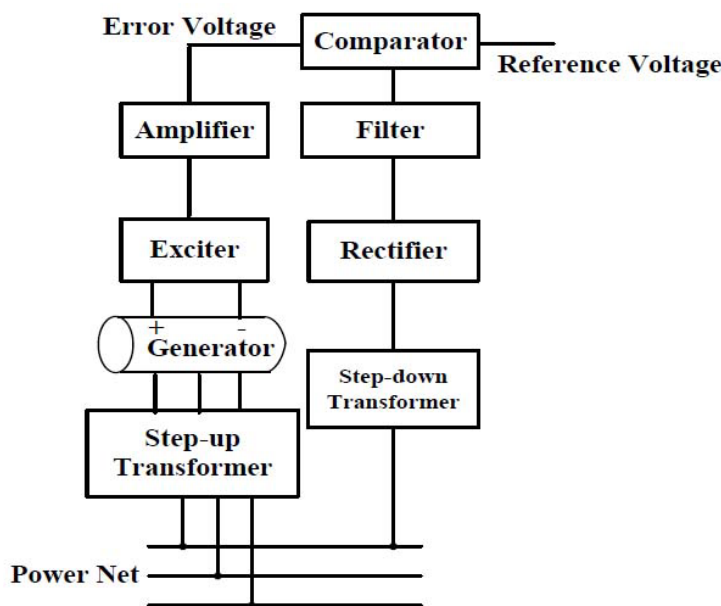 Error Voltage
Comparator
Reference Voltage
Amplifier
Filter
Exciter
Rectifier
+ -
Generator
Step-down
Transformer
Step-up
Transformer
Power Net